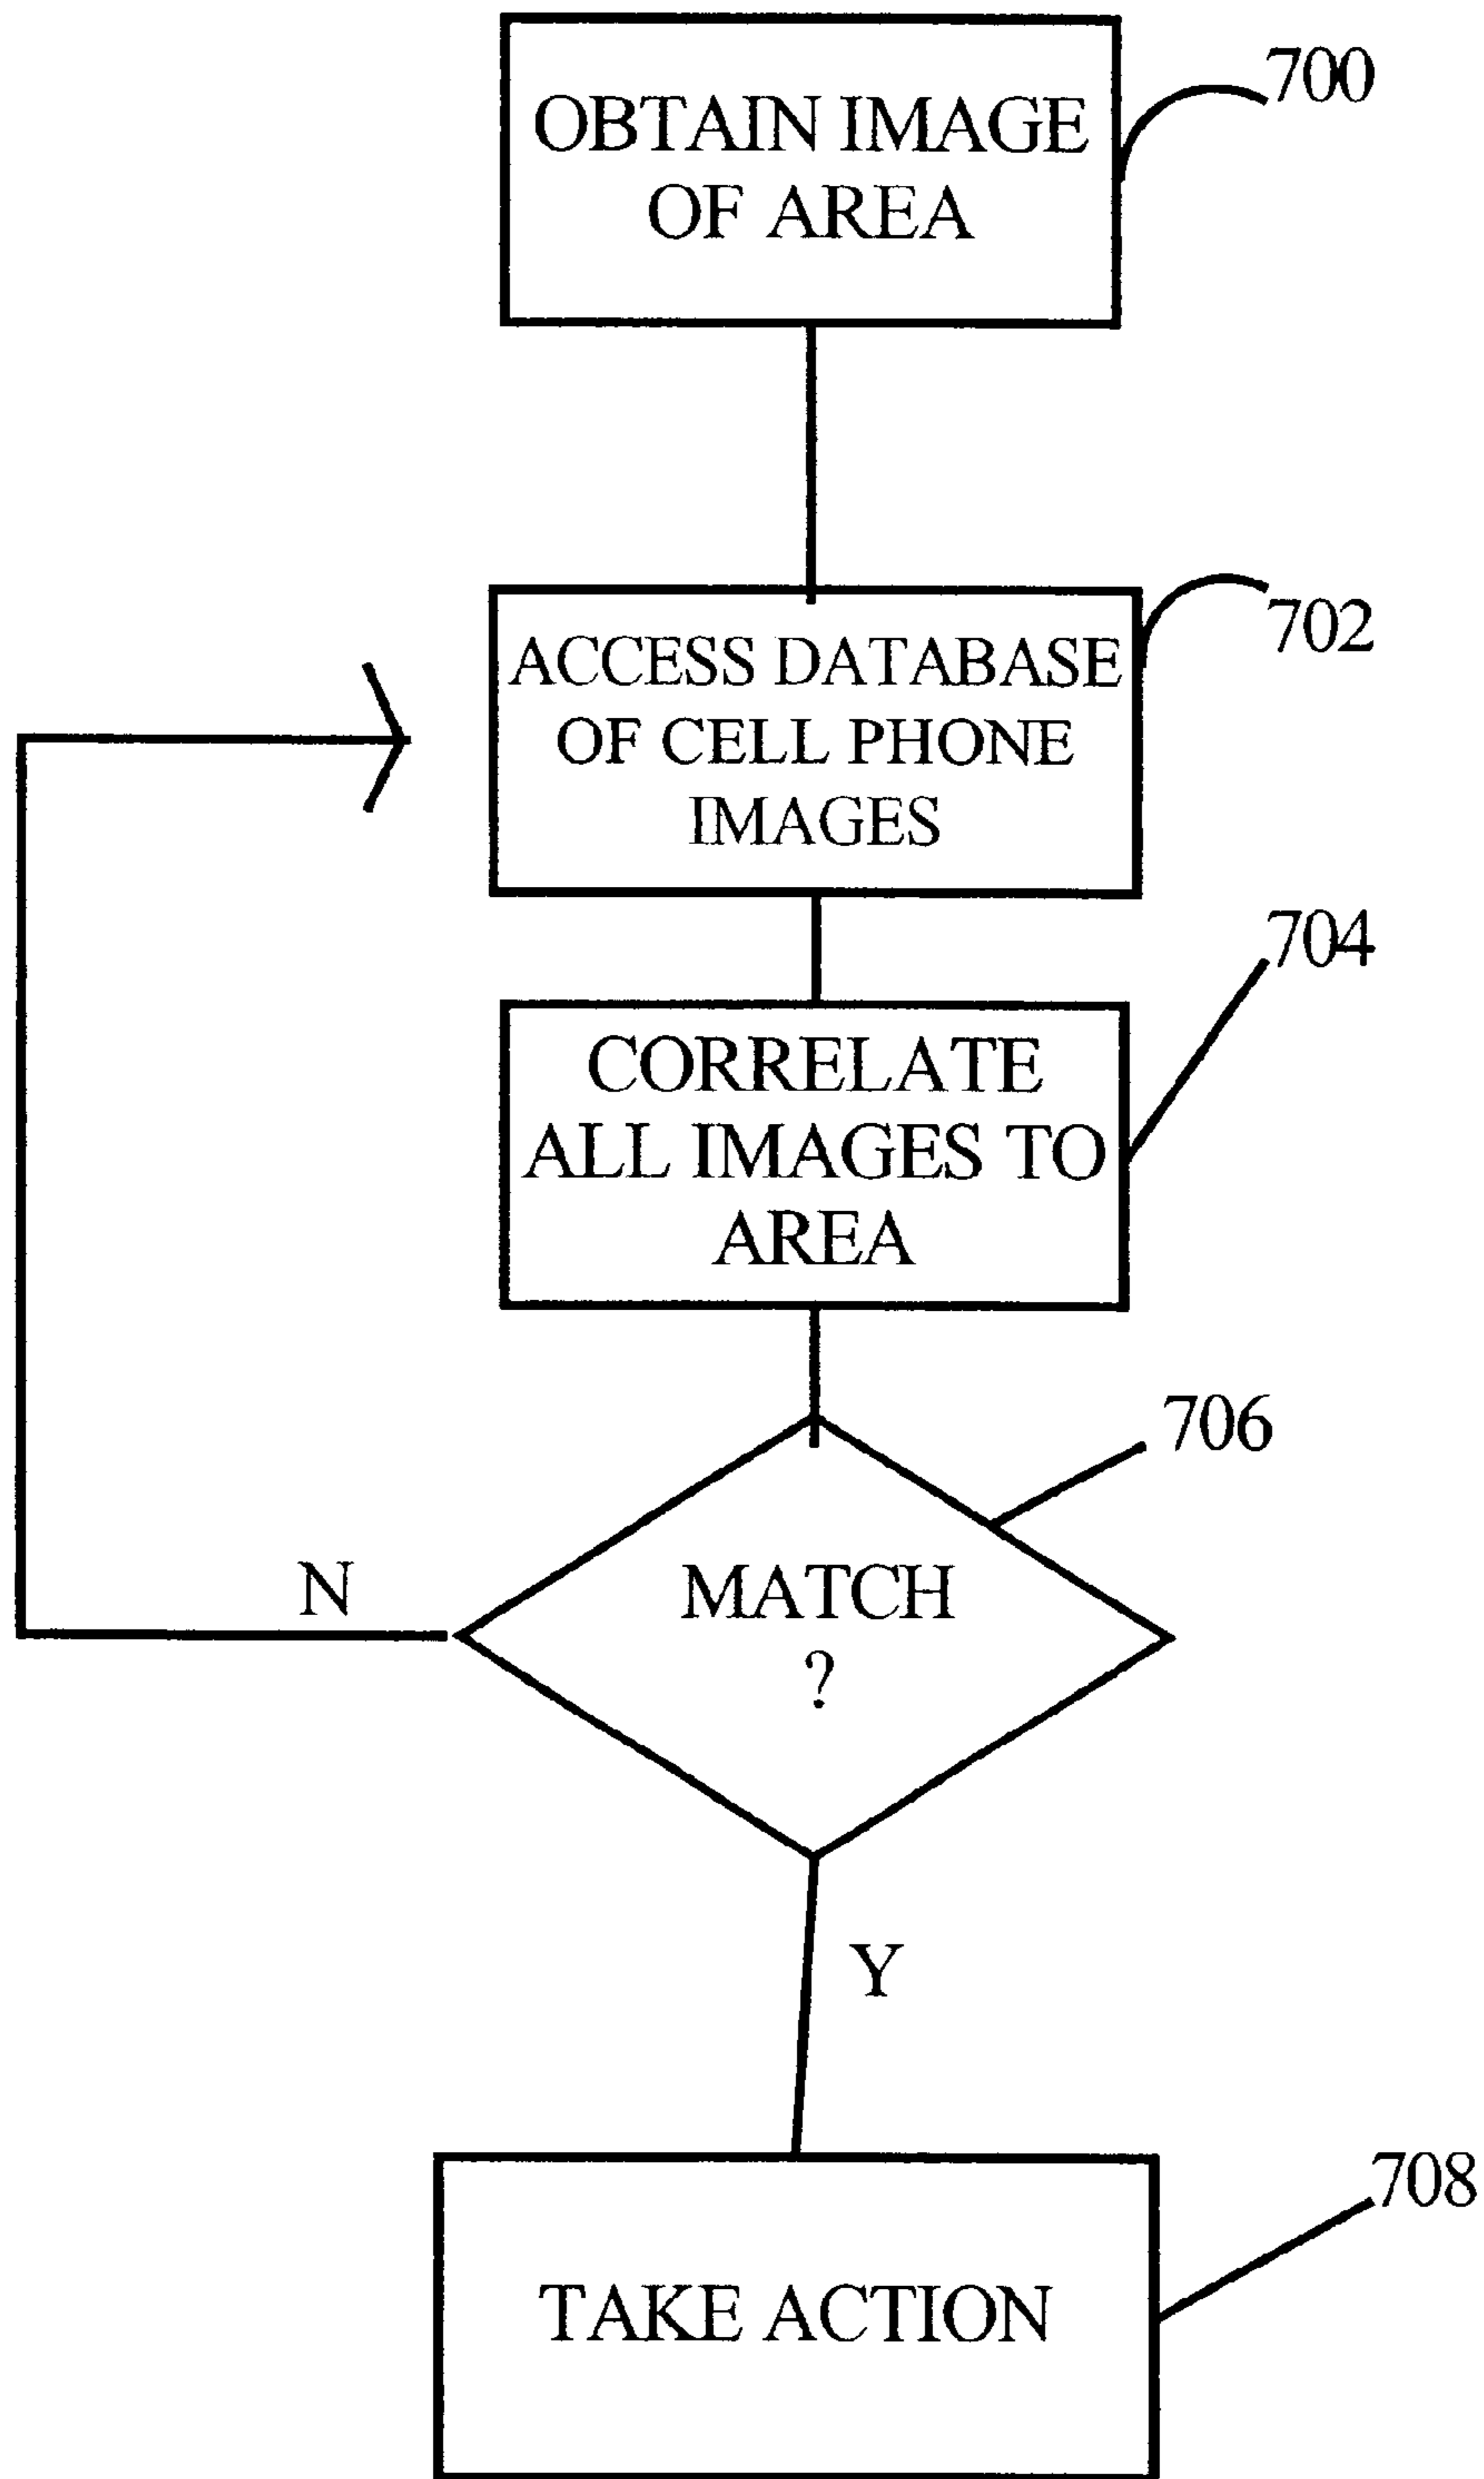 OBTAIN IMAGE
OF AREA
700
ACCESS DATABASE
OF CELL PHONE
IMAGES
702
CORRELATE
ALL IMAGES TO
AREA
704
MATCH
?
706
N
Y
TAKE ACTION
708